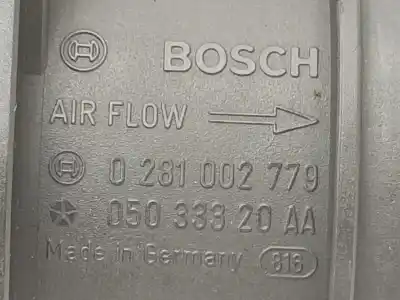 BOSCH
AIR FLOW
0 281 002 779
050 333 20 AA
Made in Germany 816